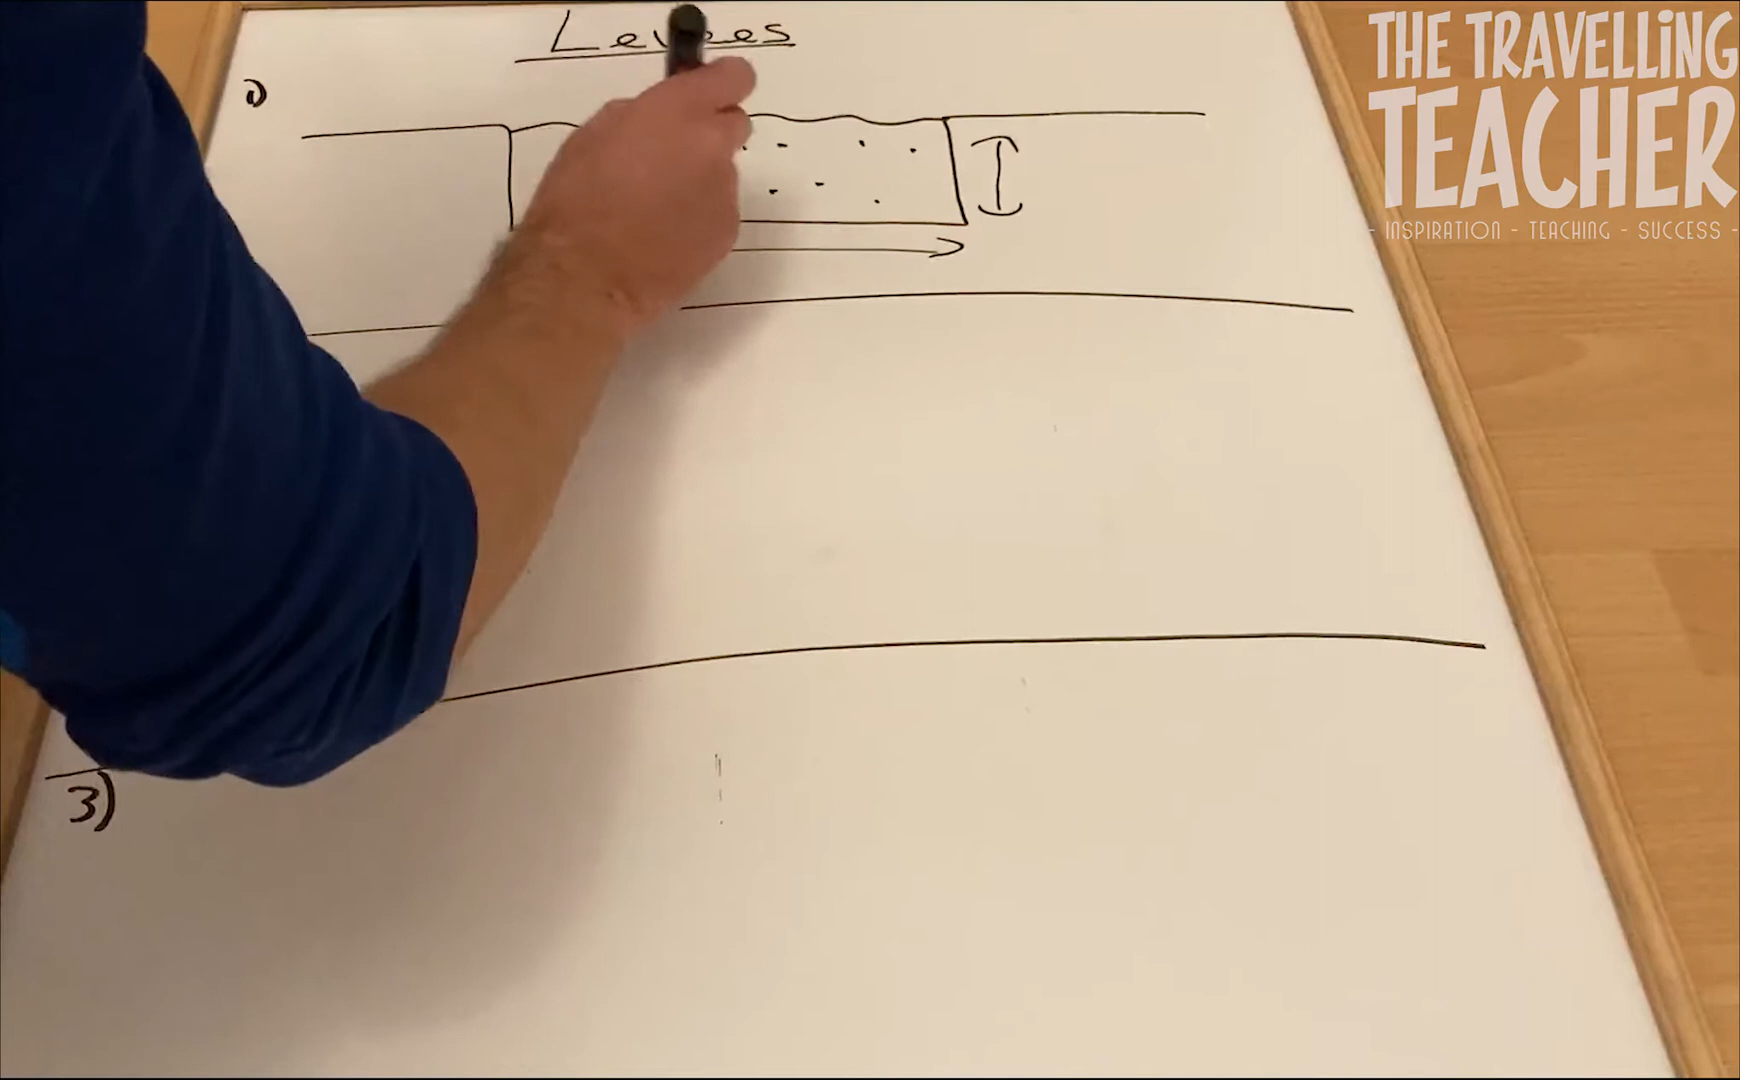 Levees
1)
3)
THE TRAVELLING
TEACHER
- INSPIRATION - TEACHING - SUCCESS -